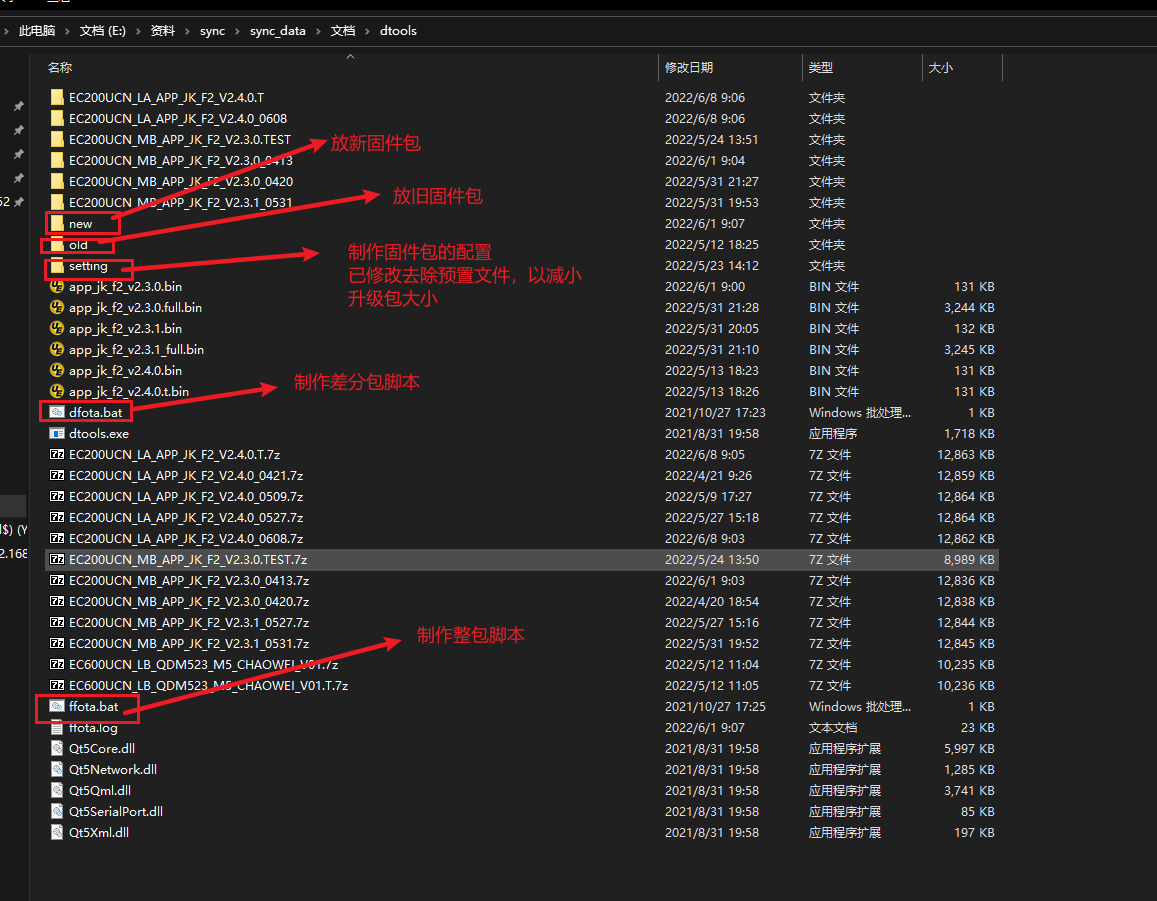 此电脑 › 文档 (E:) › 资料 › sync › sync_data › 文档 › dtools
名称 修改日期 类型 大小
EC200UCN_LA_APP_JK_F2_V2.4.0.T 2022/6/8 9:06 文件夹
EC200UCN_LA_APP_JK_F2_V2.4.0_0608 2022/6/8 9:06 文件夹
EC200UCN_MB_APP_JK_F2_V2.3.0.TEST 2022/5/24 13:51 文件夹
放新固件包
EC200UCN_MB_APP_JK_F2_V2.3.0_0413 2022/6/1 9:04 文件夹
EC200UCN_MB_APP_JK_F2_V2.3.0_0420 2022/5/31 21:27 文件夹
放旧固件包
52
EC200UCN_MB_APP_JK_F2_V2.3.1_0531 2022/5/31 19:53 文件夹
new 2022/6/1 9:07 文件夹
old 2022/5/12 18:25 文件夹
制作固件包的配置
已修改去除预置文件，以减小
升级包大小
setting 2022/5/23 14:12 文件夹
app_jk_f2_v2.3.0.bin 2022/6/1 9:00 BIN 文件 131 KB
app_jk_f2_v2.3.0.full.bin 2022/5/31 21:28 BIN 文件 3,244 KB
app_jk_f2_v2.3.1.bin 2022/5/31 20:05 BIN 文件 132 KB
app_jk_f2_v2.3.1_full.bin 2022/5/31 21:10 BIN 文件 3,245 KB
app_jk_f2_v2.4.0.bin 2022/5/13 18:23 BIN 文件 131 KB
制作差分包脚本
app_jk_f2_v2.4.0.t.bin 2022/5/13 18:26 BIN 文件 131 KB
dfota.bat 2021/10/27 17:23 Windows 批处理... 1 KB
dtools.exe 2021/8/31 19:58 应用程序 1,718 KB
EC200UCN_LA_APP_JK_F2_V2.4.0.T.7z 2022/6/8 9:05 7Z 文件 12,863 KB
EC200UCN_LA_APP_JK_F2_V2.4.0_0421.7z 2022/4/21 9:26 7Z 文件 12,859 KB
EC200UCN_LA_APP_JK_F2_V2.4.0_0509.7z 2022/5/9 17:27 7Z 文件 12,864 KB
EC200UCN_LA_APP_JK_F2_V2.4.0_0527.7z 2022/5/27 15:18 7Z 文件 12,864 KB
$) (Y
EC200UCN_LA_APP_JK_F2_V2.4.0_0608.7z 2022/6/8 9:03 7Z 文件 12,862 KB
2.168
EC200UCN_MB_APP_JK_F2_V2.3.0.TEST.7z 2022/5/24 13:50 7Z 文件 8,989 KB
EC200UCN_MB_APP_JK_F2_V2.3.0_0413.7z 2022/6/1 9:03 7Z 文件 12,836 KB
EC200UCN_MB_APP_JK_F2_V2.3.0_0420.7z 2022/4/20 18:54 7Z 文件 12,838 KB
EC200UCN_MB_APP_JK_F2_V2.3.1_0527.7z 2022/5/27 15:16 7Z 文件 12,844 KB
制作整包脚本
EC200UCN_MB_APP_JK_F2_V2.3.1_0531.7z 2022/5/31 19:52 7Z 文件 12,845 KB
EC600UCN_LB_QDM523_M5_CHAOWEI_V01.7z 2022/5/12 11:04 7Z 文件 10,235 KB
EC600UCN_LB_QDM523_M5_CHAOWEI_V01.T.7z 2022/5/12 11:05 7Z 文件 10,236 KB
ffota.bat 2021/10/27 17:25 Windows 批处理... 1 KB
ffota.log 2022/6/1 9:07 文本文档 23 KB
Qt5Core.dll 2021/8/31 19:58 应用程序扩展 5,997 KB
Qt5Network.dll 2021/8/31 19:58 应用程序扩展 1,285 KB
Qt5Qml.dll 2021/8/31 19:58 应用程序扩展 3,741 KB
Qt5SerialPort.dll 2021/8/31 19:58 应用程序扩展 85 KB
Qt5Xml.dll 2021/8/31 19:58 应用程序扩展 197 KB